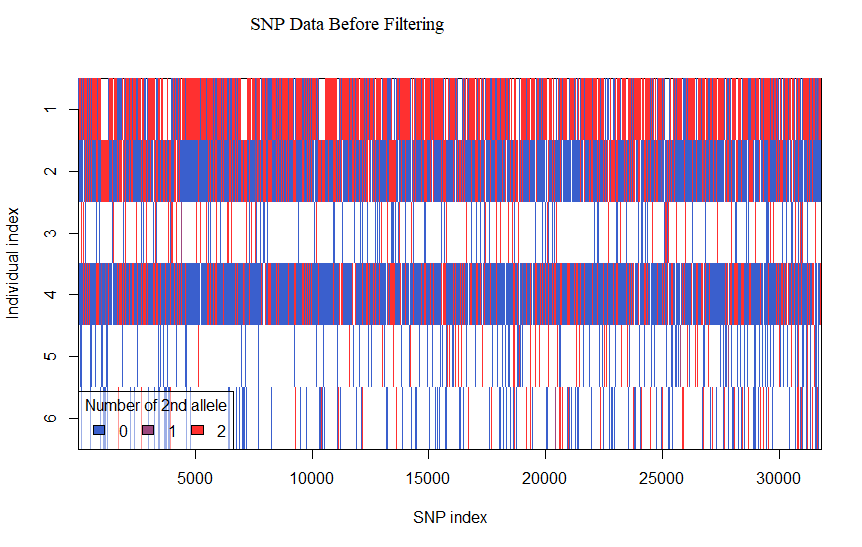 SNP Data Before Filtering
Individual index
1
2
3
4
5
6
Number of 2nd allele
0 1 2
5000 10000 15000 20000 25000 30000
SNP index